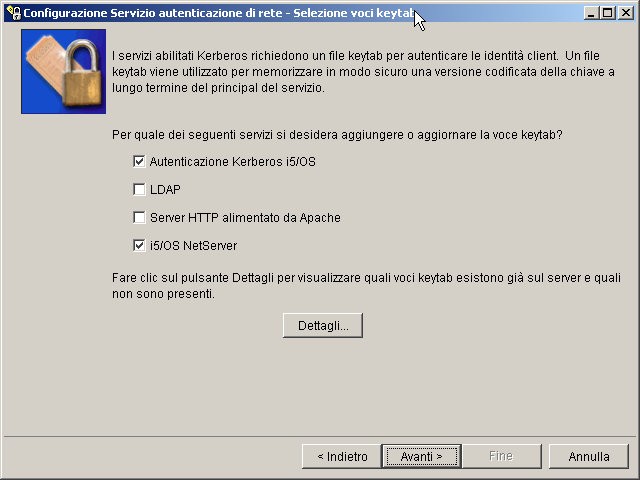 Configurazione Servizio autenticazione di rete - Selezione voci keytab
I servizi abilitati Kerberos richiedono un file keytab per autenticare le identità client. Un file
keytab viene utilizzato per memorizzare in modo sicuro una versione codificata della chiave a
lungo termine del principal del servizio.
Per quale dei seguenti servizi si desidera aggiungere o aggiornare la voce keytab?
Autenticazione Kerberos i5/OS
LDAP
Server HTTP alimentato da Apache
i5/OS NetServer
Fare clic sul pulsante Dettagli per visualizzare quali voci keytab esistono già sul server e quali
non sono presenti.
Dettagli...
< Indietro Avanti > Fine Annulla